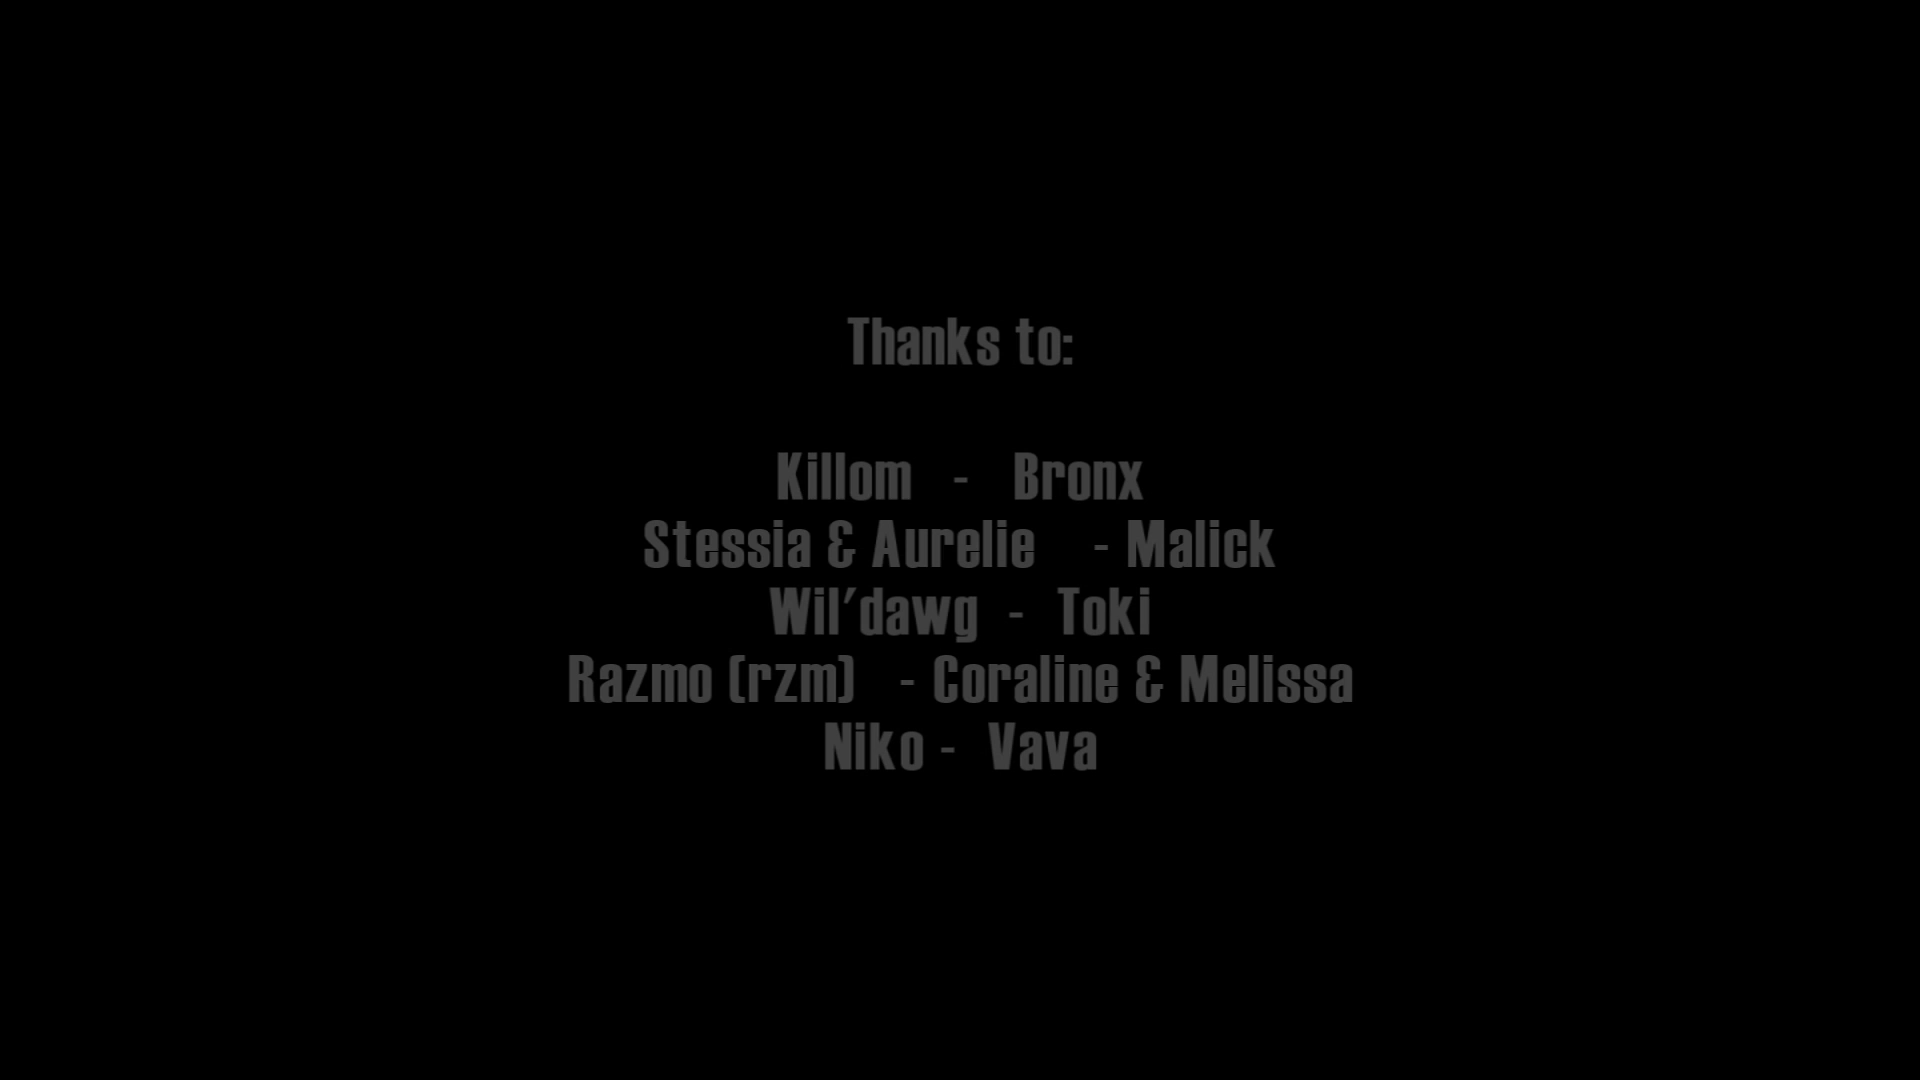 Thanks to:
Killom - Bronx
Stessia & Aurelie - Malick
Wil'dawg - Toki
Razmo (rzm) - Coraline & Melissa
Niko - Vava